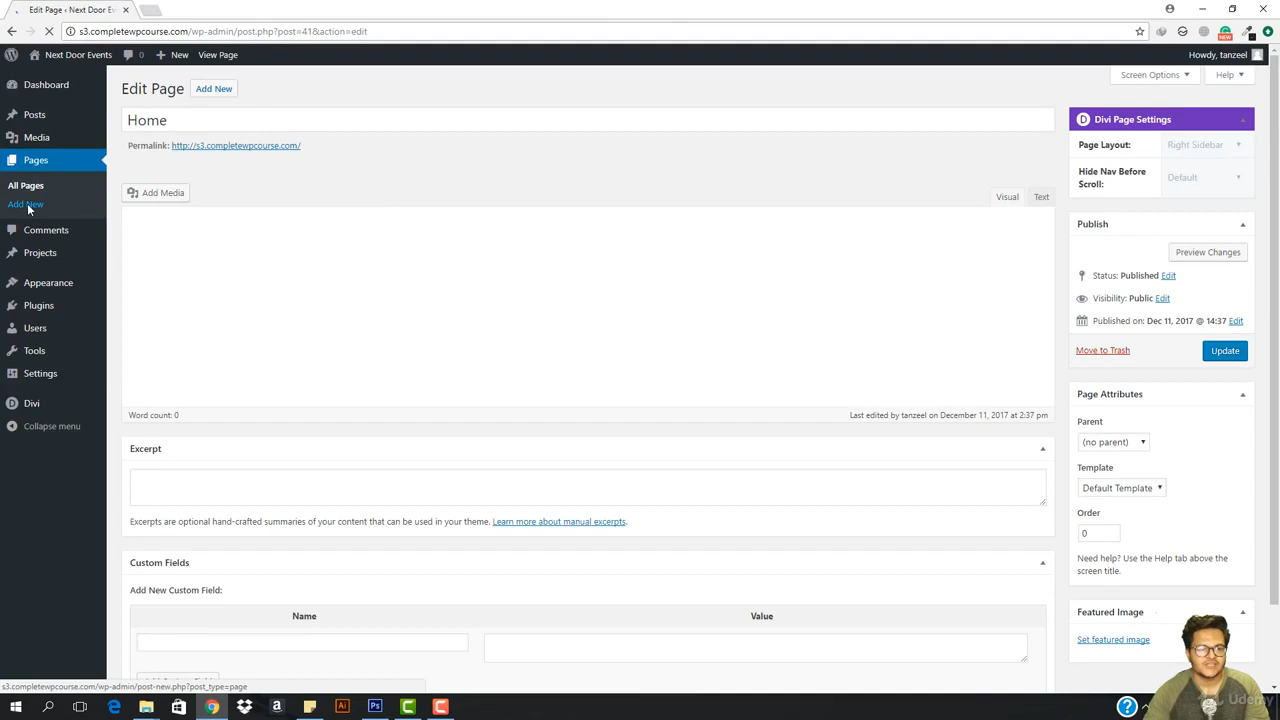 Edit Page ‹ Next Door Ev
s3.completewpcourse.com/wp-admin/post.php?post=41&action=edit
NEW
Next Door Events
0
New
View Page
Howdy, tanzeel
Screen Options
Help
Dashboard
Posts
Media
Pages
All Pages
Add New
Comments
Projects
Appearance
Plugins
Users
Tools
Settings
Divi
Collapse menu
Edit Page
Add New
Home
Permalink: http://s3.completewpcourse.com/
Add Media
Visual
Text
Word count: 0
Last edited by tanzeel on December 11, 2017 at 2:37 pm
Excerpt
Excerpts are optional hand-crafted summaries of your content that can be used in your theme. Learn more about manual excerpts.
Custom Fields
Add New Custom Field:
Name
Value
Divi Page Settings
Page Layout:
Right Sidebar
Hide Nav Before
Scroll:
Default
Publish
Preview Changes
Status: Published Edit
Visibility: Public Edit
Published on: Dec 11, 2017 @ 14:37 Edit
Move to Trash
Update
Page Attributes
Parent
(no parent)
Template
Default Template
Order
0
Need help? Use the Help tab above the
screen title.
Featured Image
Set featured image
s3.completewpcourse.com/wp-admin/post-new.php?post_type=page
Udemy